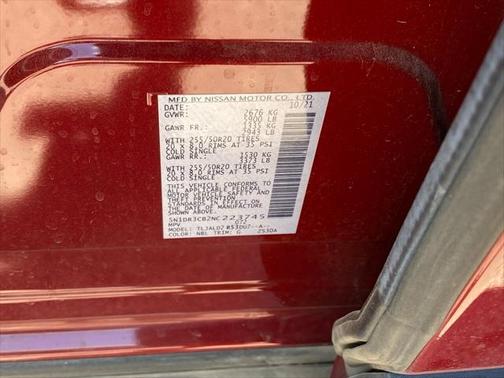 MFD BY NISSAN MOTOR CO., LTD.
DATE: 10/21
GVWR: 2676 KG
5900 LB
GAWR FR.: 1335 KG
2943 LB
WITH 255/50R20 TIRES
20 X 8.0 RIMS AT 35 PSI
COLD SINGLE
GAWR RR.: 1530 KG
3373 LB
WITH 255/50R20 TIRES
20 X 8.0 RIMS AT 35 PSI
COLD SINGLE
THIS VEHICLE CONFORMS TO
ALL APPLICABLE
SAFETY BUMPER AND
THEFT PREVENTION
STANDARDS IN EFFECT ON
THE DATE OF MANUFACTURE
SHOWN ABOVE.
5N1DR3CB2NC223745
MPV 072
MODEL: R53DU
COLOR: NBL TRIM: G